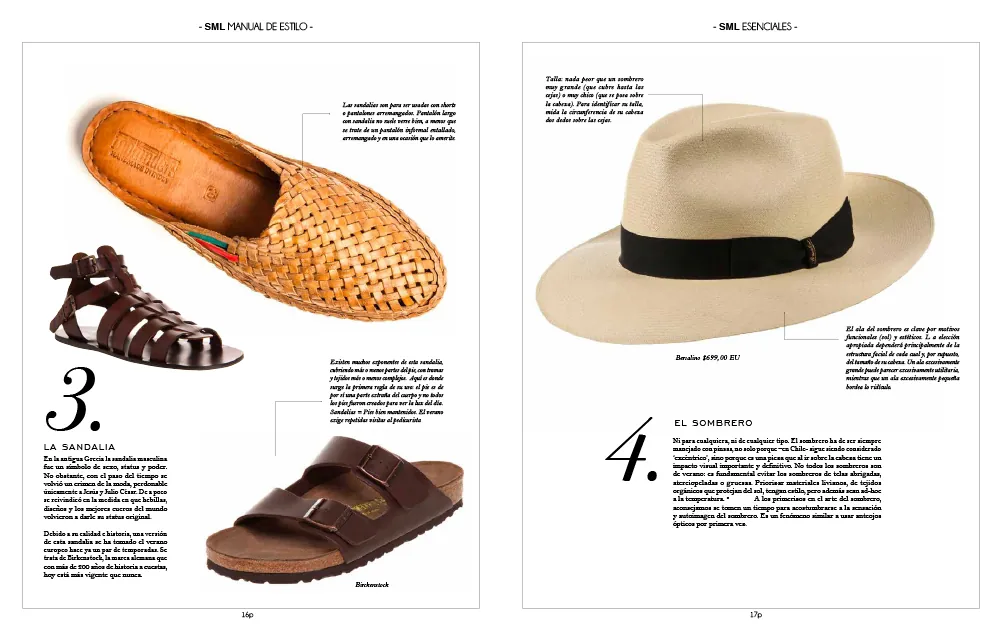 - SML MANUAL DE ESTILO -
Las sandalias son para ser usadas con shorts
o pantalones arremangados. Pantalón largo
con sandalia no suele verse bien, a menos que
se trate de un pantalón informal entallado,
arremangado y en una ocasión que lo amerite.
Existen muchos exponentes de esta sandalia,
cubriendo más o menos partes del pie, con tramas
y tejidos más o menos complejos. Aquí es donde
surge la primera regla de su uso: el pie es de
por sí una parte extraña del cuerpo y no todos
los pies fueron creados para ver la luz del día.
Sandalias = Pies bien mantenidos. El verano
exige repetidas visitas al pedicurista
3.
LA SANDALIA
En la antigua Grecia la sandalia masculina
fue un símbolo de sexo, status y poder.
No obstante, con el paso del tiempo se
volvió un crimen de la moda, perdonable
únicamente a Jesús y Julio César. De a poco
se reivindicó en la medida en que hebillas,
diseños y los mejores cueros del mundo
volvieron a darle su status original.
Debido a su calidad e historia, una versión
de esta sandalia se ha tomado el verano
europeo hace ya un par de temporadas. Se
trata de Birkenstock, la marca alemana que
con más de 200 años de historia a cuestas,
hoy está más vigente que nunca.
Birckenstock
16p
- SML ESENCIALES -
Talla: nada peor que un sombrero
muy grande (que cubre hasta las
cejas) o muy chico (que se posa sobre
la cabeza). Para identificar su talla,
mida la circunferencia de su cabeza
dos dedos sobre las cejas.
El ala del sombrero es clave por motivos
funcionales (sol) y estéticos. L a elección
apropiada dependerá principalmente de la
estructura facial de cada cual y, por supuesto,
del tamaño de su cabeza. Un ala excesivamente
grande puede parecer excesivamente utilitaria,
mientras que un ala excesivamente pequeña
bordea lo ridículo.
Borsalino $699,00 EU
4.
EL SOMBRERO
Ni para cualquiera, ni de cualquier tipo. El sombrero ha de ser siempre
manejado con pinzas, no solo porque –en Chile- sigue siendo considerado
'excéntrico', sino porque es una pieza que al ir sobre la cabeza tiene un
impacto visual importante y definitivo. No todos los sombreros son
de verano: es fundamental evitar los sombreros de telas abrigadas,
aterciopeladas o gruesas. Priorizar materiales livianos, de tejidos
orgánicos que protejan del sol, tengan estilo, pero además sean ad-hoc
a la temperatura. * A los primerizos en el arte del sombrero,
aconsejamos se tomen un tiempo para acostumbrarse a la sensación
y autoimagen del sombrero. Es un fenómeno similar a usar anteojos
ópticos por primera vez.
17p